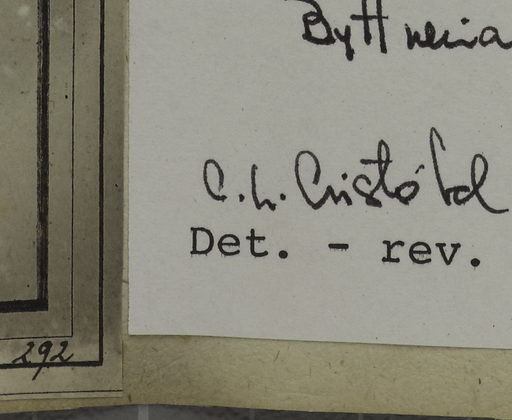 Byttneria
C. L. Cristóbal
Det. - rev.
292